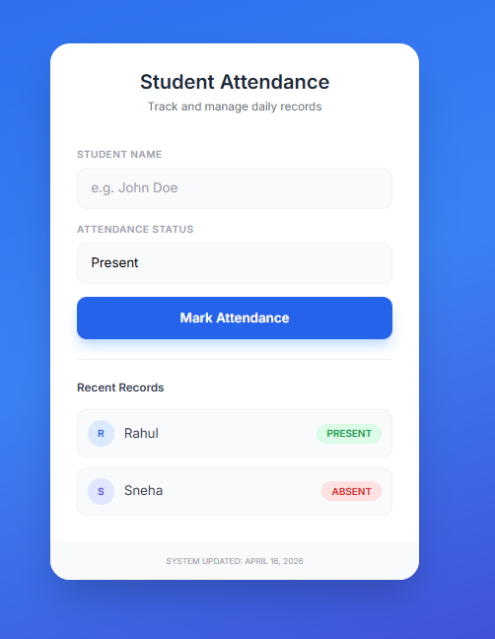 Student Attendance
Track and manage daily records
STUDENT NAME
e.g. John Doe
ATTENDANCE STATUS
Present
Mark Attendance
Recent Records
R Rahul PRESENT
S Sneha ABSENT
SYSTEM UPDATED: APRIL 16, 2026